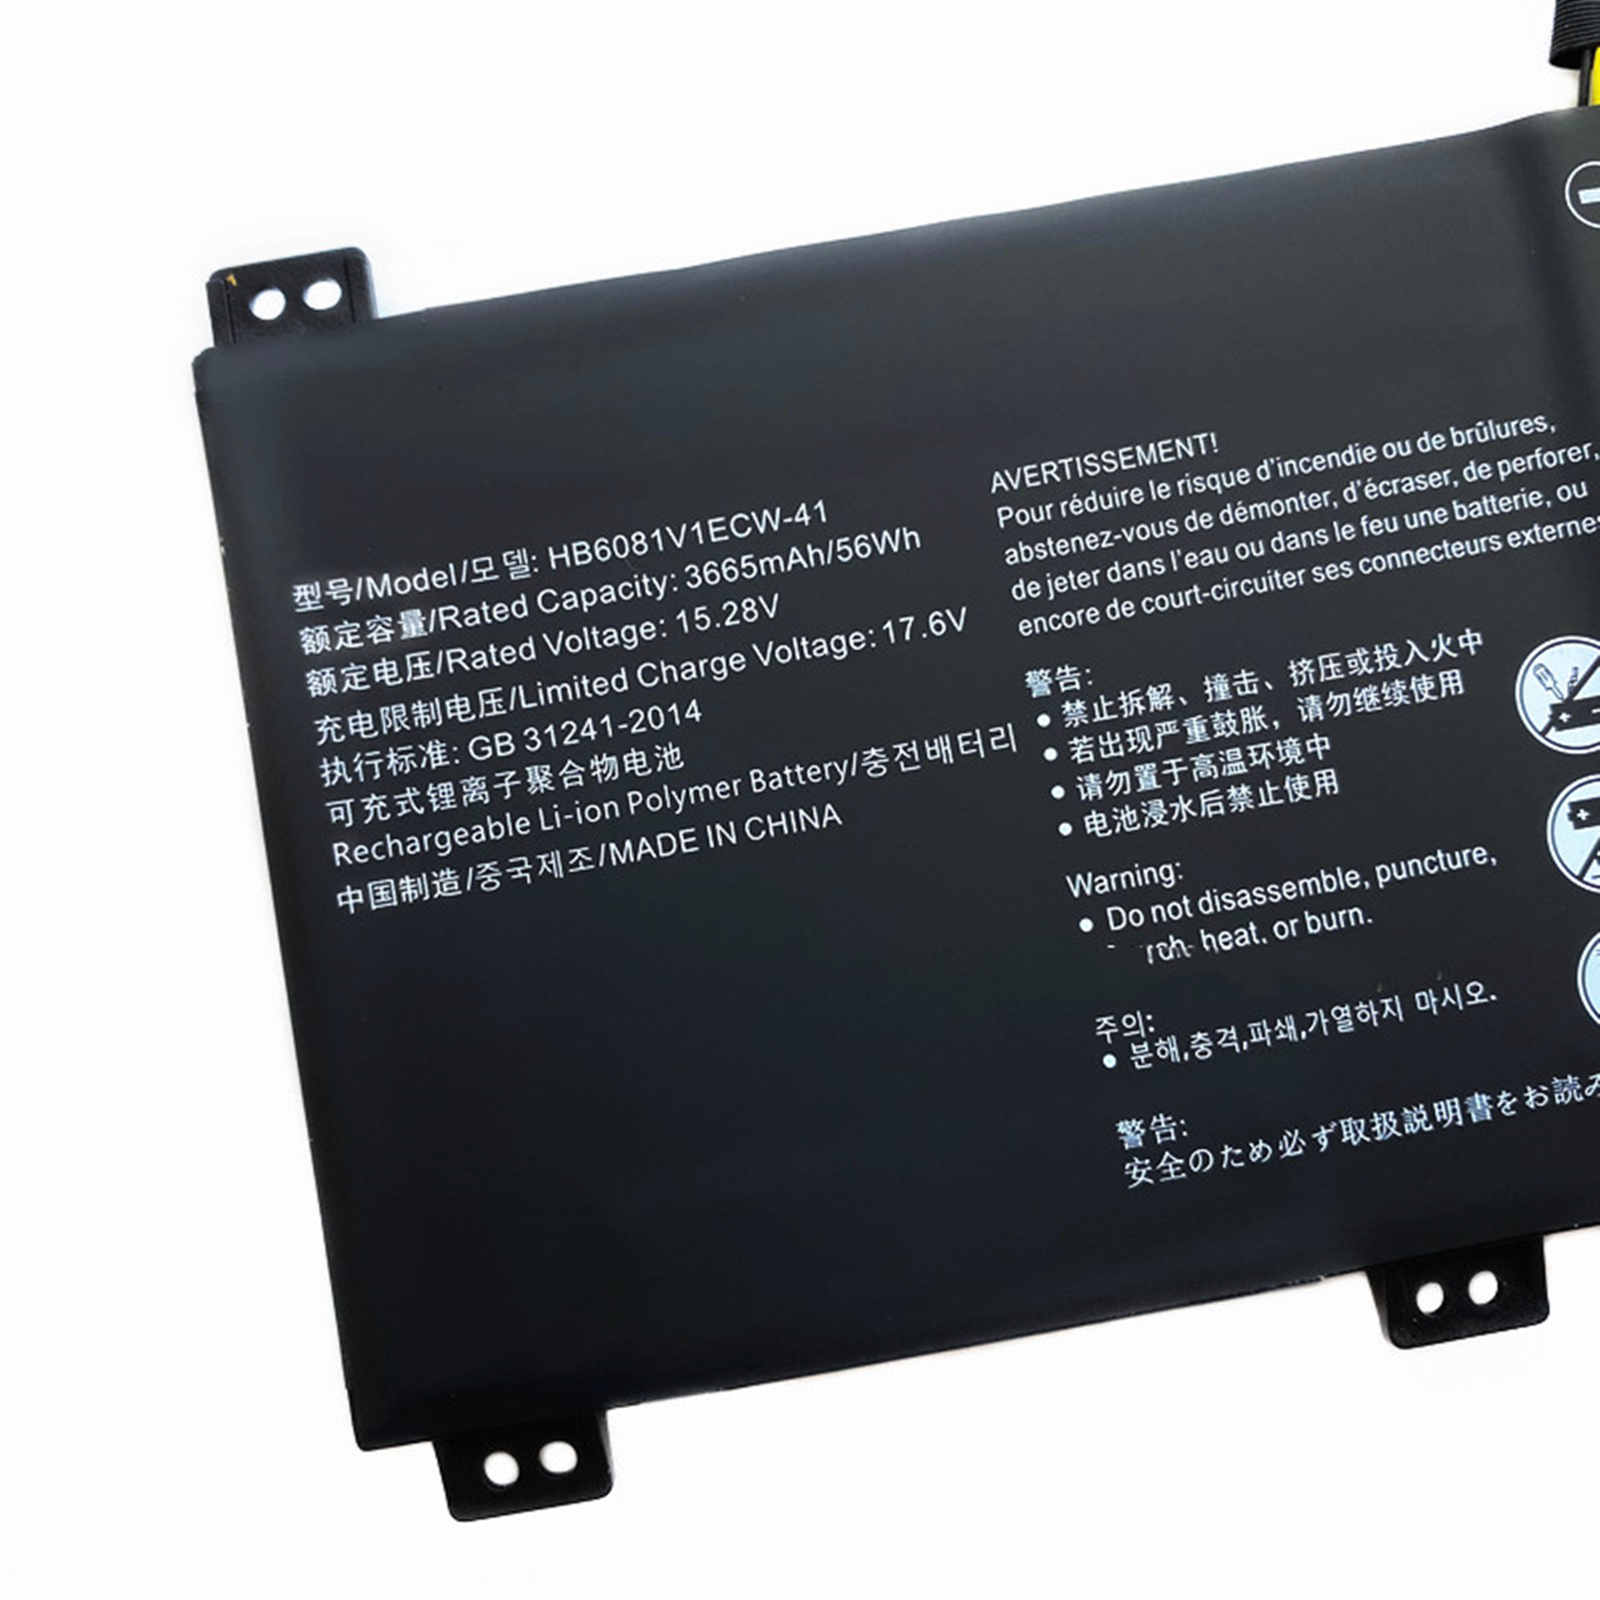 型号/Model/모델: HB6081V1ECW-41
额定容量/Rated Capacity: 3665mAh/56Wh
额定电压/Rated Voltage: 15.28V
充电限制电压/Limited Charge Voltage: 17.6V
执行标准: GB 31241-2014
可充式锂离子聚合物电池
Rechargeable Li-ion Polymer Battery/충전배터리
中国制造/중국제조/MADE IN CHINA
AVERTISSEMENT!
Pour réduire le risque d'incendie ou de brûlures,
abstenez-vous de démonter, d'écraser, de perforer,
de jeter dans l'eau ou dans le feu une batterie, ou
encore de court-circuiter ses connecteurs externe
警告:
● 禁止拆解、撞击、挤压或投入火中
● 若出现严重鼓胀，请勿继续使用
● 请勿置于高温环境中
● 电池浸水后禁止使用
Warning:
● Do not disassemble, puncture,
heat, or burn.
주의:
● 분해,충격,파쇄,가열하지 마시오.
警告:
安全のため必ず取扱説明書をお読み